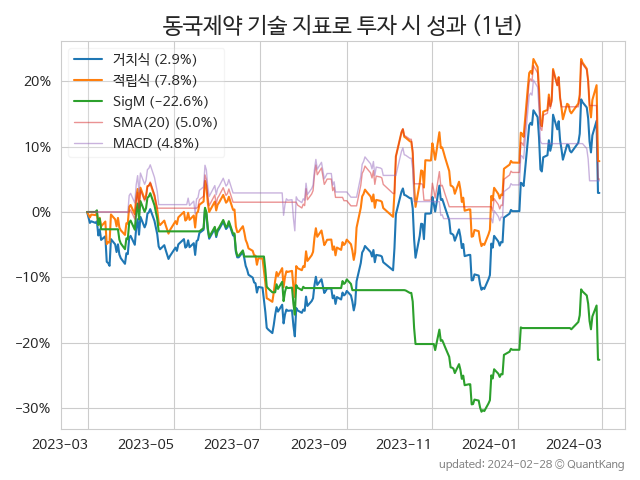 동국제약 기술 지표로 투자 시 성과 (1년)
거치식 (2.9%)
적립식 (7.8%)
SigM (−22.6%)
SMA(20) (5.0%)
MACD (4.8%)
20%
10%
0%
−10%
−20%
−30%
2023-03 2023-05 2023-07 2023-09 2023-11 2024-01 2024-03
updated: 2024-02-28 © QuantKang